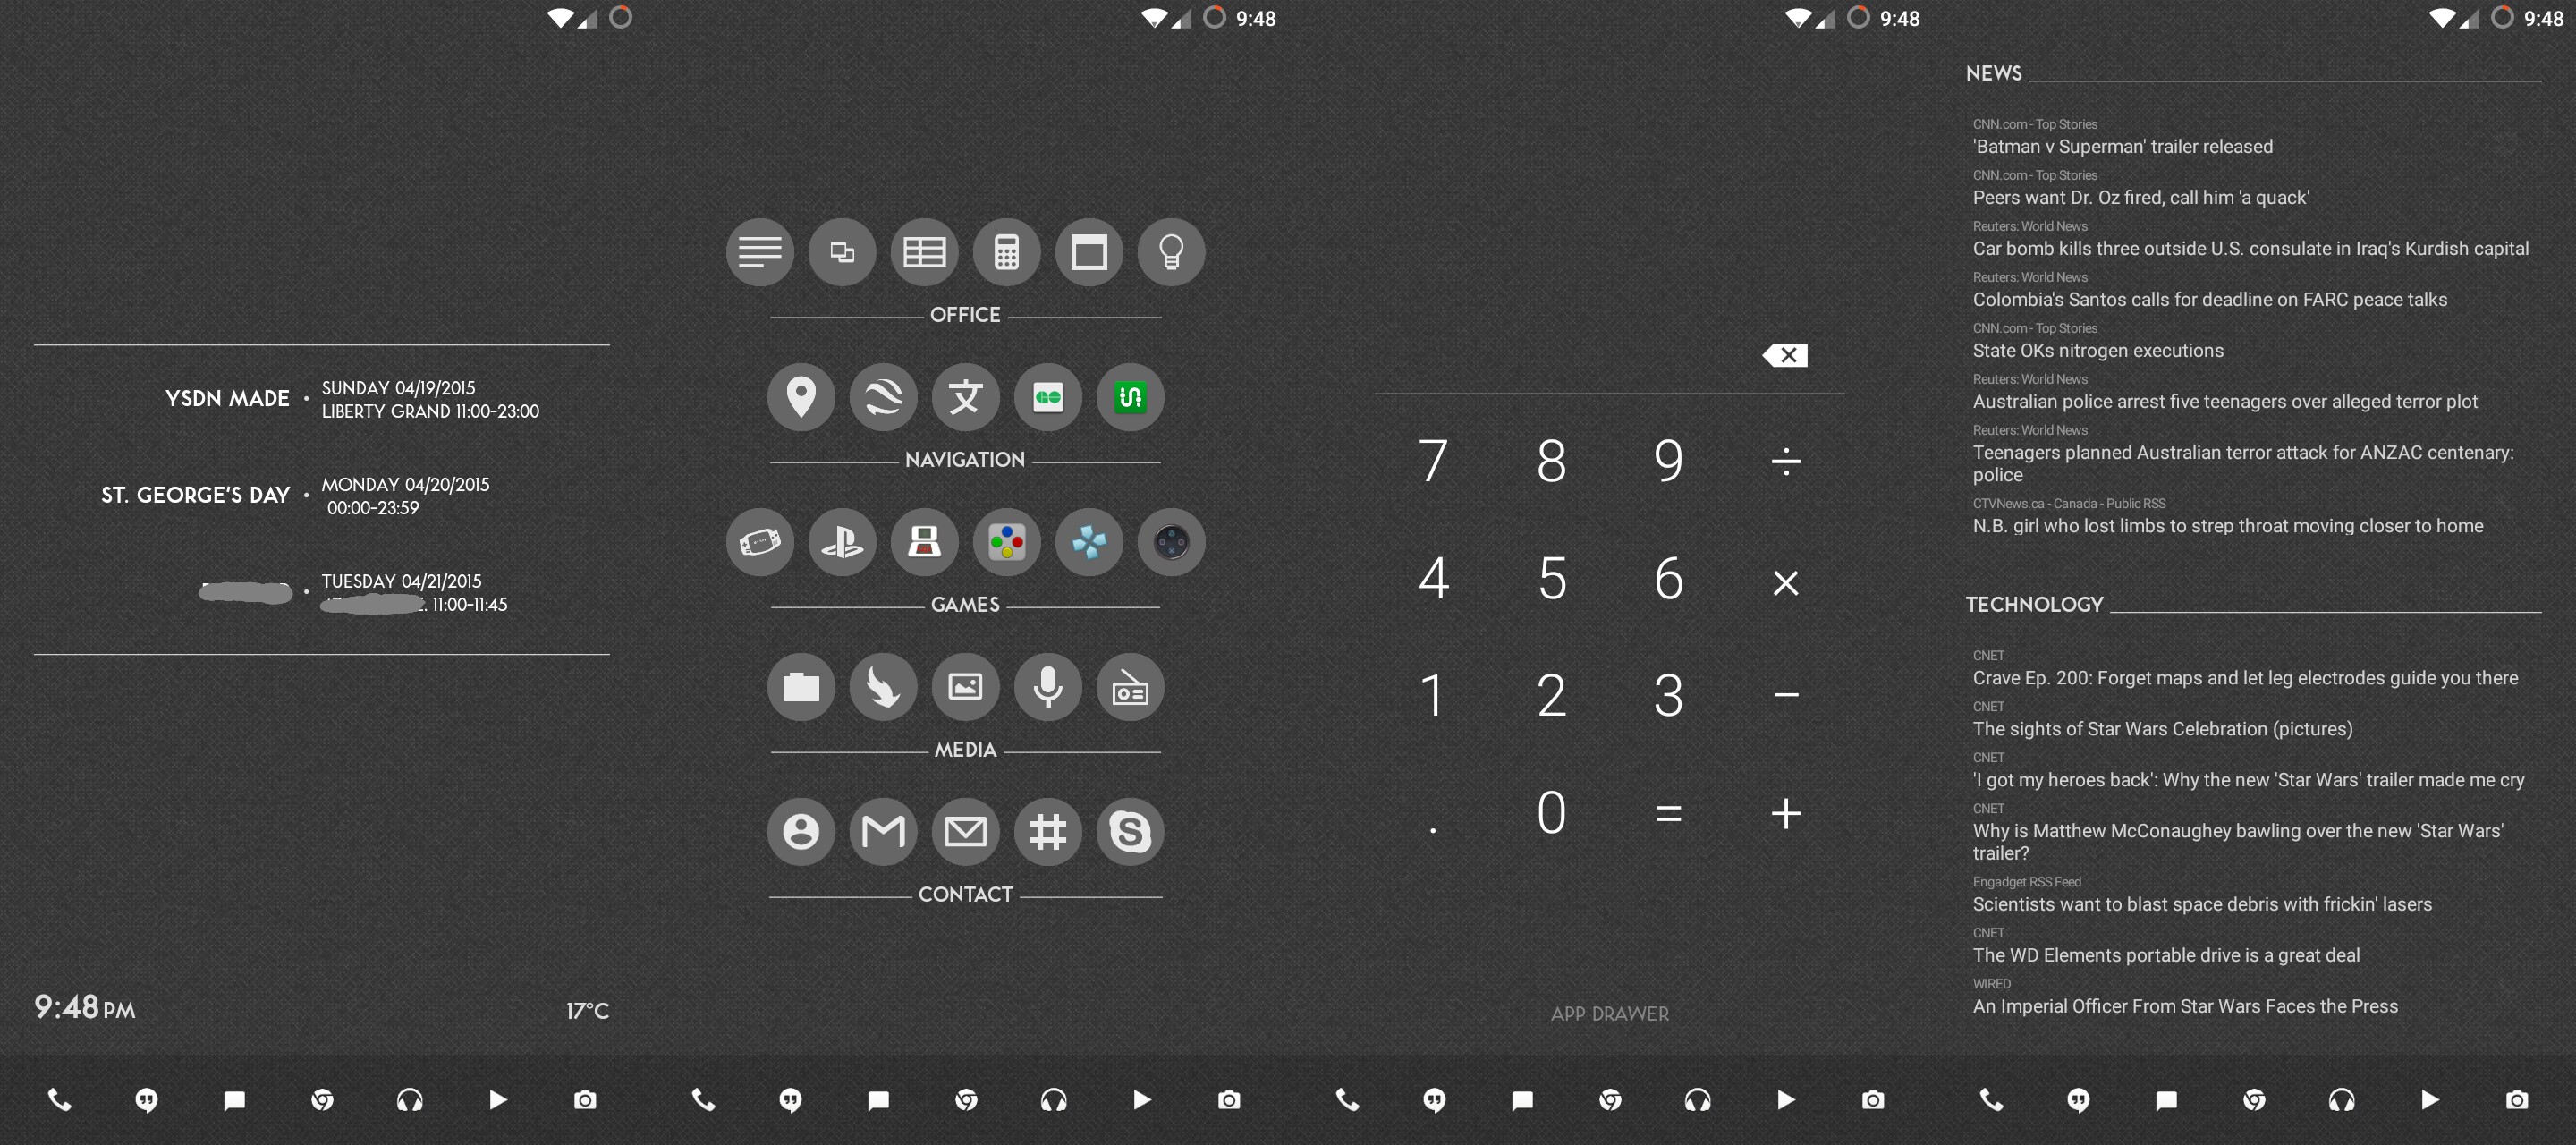 YSDN MADE • SUNDAY 04/19/2015
LIBERTY GRAND 11:00-23:00
ST. GEORGE'S DAY • MONDAY 04/20/2015
00:00-23:59
• TUESDAY 04/21/2015
11:00-11:45
9:48 PM
17°C
9:48
OFFICE
NAVIGATION
GAMES
MEDIA
CONTACT
9:48
7 8 9 ÷
4 5 6 ×
1 2 3 −
. 0 = +
APP DRAWER
9:48
NEWS
CNN.com - Top Stories
'Batman v Superman' trailer released
CNN.com - Top Stories
Peers want Dr. Oz fired, call him 'a quack'
Reuters: World News
Car bomb kills three outside U.S. consulate in Iraq's Kurdish capital
Reuters: World News
Colombia's Santos calls for deadline on FARC peace talks
CNN.com - Top Stories
State OKs nitrogen executions
Reuters: World News
Australian police arrest five teenagers over alleged terror plot
Reuters: World News
Teenagers planned Australian terror attack for ANZAC centenary:
police
CTVNews.ca - Canada - Public RSS
N.B. girl who lost limbs to strep throat moving closer to home
TECHNOLOGY
CNET
Crave Ep. 200: Forget maps and let leg electrodes guide you there
CNET
The sights of Star Wars Celebration (pictures)
CNET
'I got my heroes back': Why the new 'Star Wars' trailer made me cry
CNET
Why is Matthew McConaughey bawling over the new 'Star Wars'
trailer?
Engadget RSS Feed
Scientists want to blast space debris with frickin' lasers
CNET
The WD Elements portable drive is a great deal
WIRED
An Imperial Officer From Star Wars Faces the Press